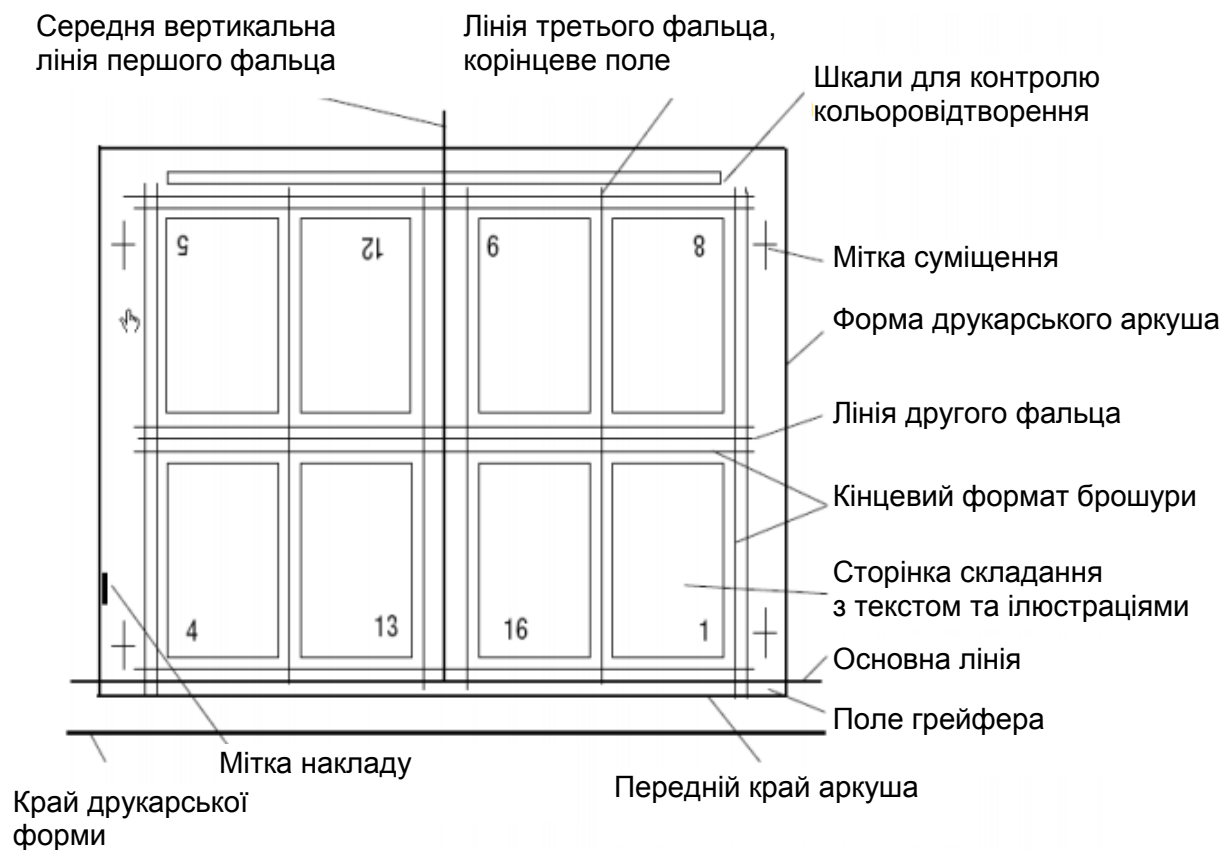 Середня вертикальна
лінія першого фальца
Лінія третього фальца,
корінцеве поле
Шкали для контролю
кольоровідтворення
5
12
9
8
Мітка суміщення
Форма друкарського аркуша
Лінія другого фальца
Кінцевий формат брошури
Сторінка складання
з текстом та ілюстраціями
4
13
16
1
Основна лінія
Поле грейфера
Мітка накладу
Передній край аркуша
Край друкарської
форми